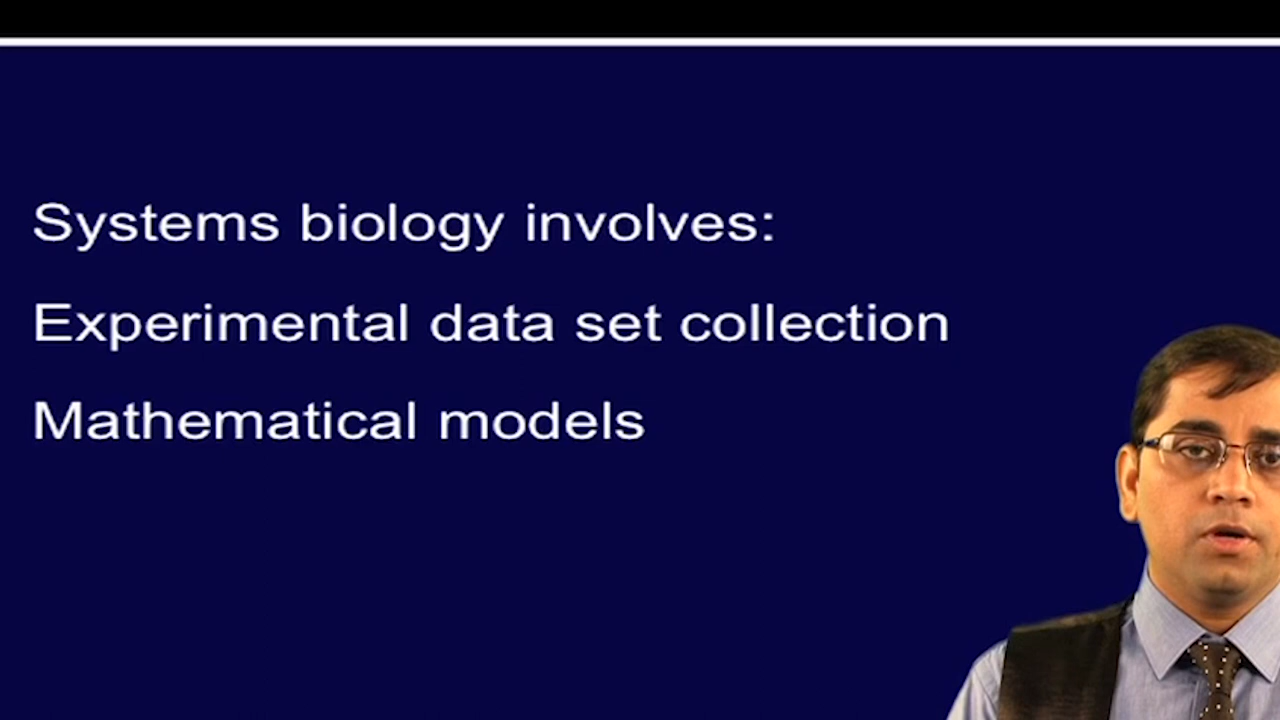 Systems biology involves:
Experimental data set collection
Mathematical models